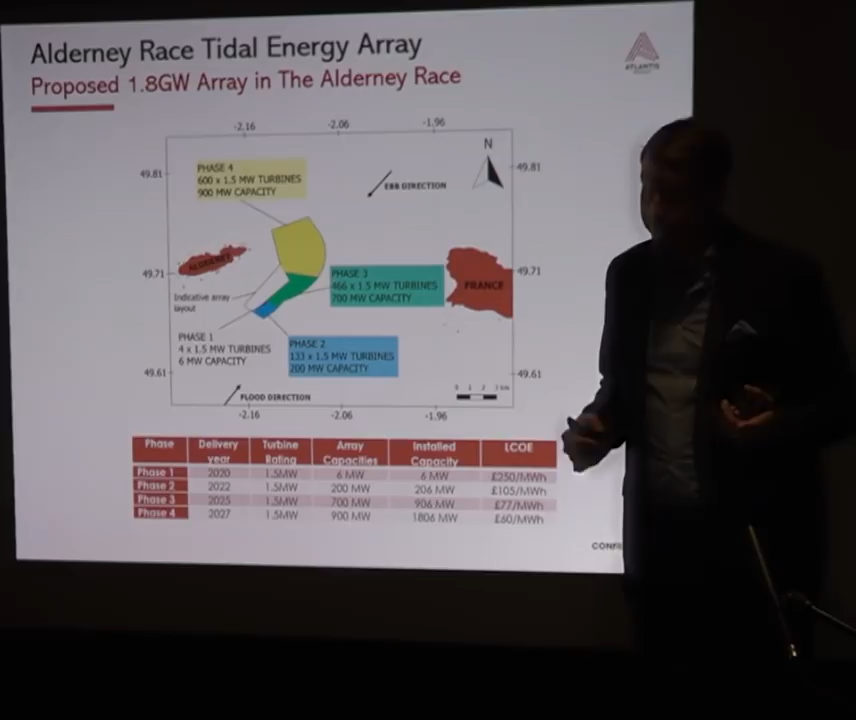 Alderney Race Tidal Energy Array
Proposed 1.8GW Array in The Alderney Race
ATLANTIS
-2.16 -2.06 -1.96
N
49.81 49.81
PHASE 4
600 x 1.5 MW TURBINES
900 MW CAPACITY
EBB DIRECTION
ALDERNEY
49.71 49.71
PHASE 3
466 x 1.5 MW TURBINES
700 MW CAPACITY
FRANCE
Indicative array
layout
PHASE 1
4 x 1.5 MW TURBINES
6 MW CAPACITY
PHASE 2
133 x 1.5 MW TURBINES
200 MW CAPACITY
49.61 49.61
0 1 2 3 km
FLOOD DIRECTION
-2.16 -2.06 -1.96
Phase Delivery year Turbine Rating Array Capacities Installed Capacity LCOE
Phase 1 2020 1.5MW 6 MW 6 MW £250/MWh
Phase 2 2022 1.5MW 200 MW 206 MW £105/MWh
Phase 3 2025 1.5MW 700 MW 906 MW £77/MWh
Phase 4 2027 1.5MW 900 MW 1806 MW £60/MWh